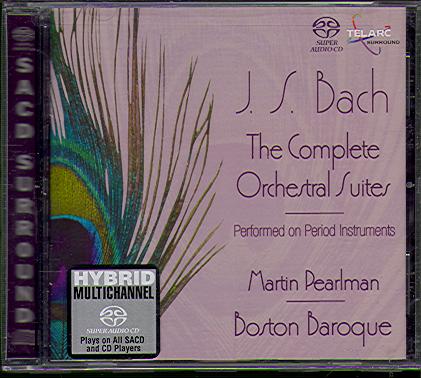 SUPER AUDIO CD
TELARC
SURROUND
SACD SURROUND
J. S. Bach
The Complete
Orchestral Suites
Performed on Period Instruments
Martin Pearlman
Boston Baroque
HYBRID
MULTICHANNEL
SUPER AUDIO CD
Plays on All SACD
and CD Players